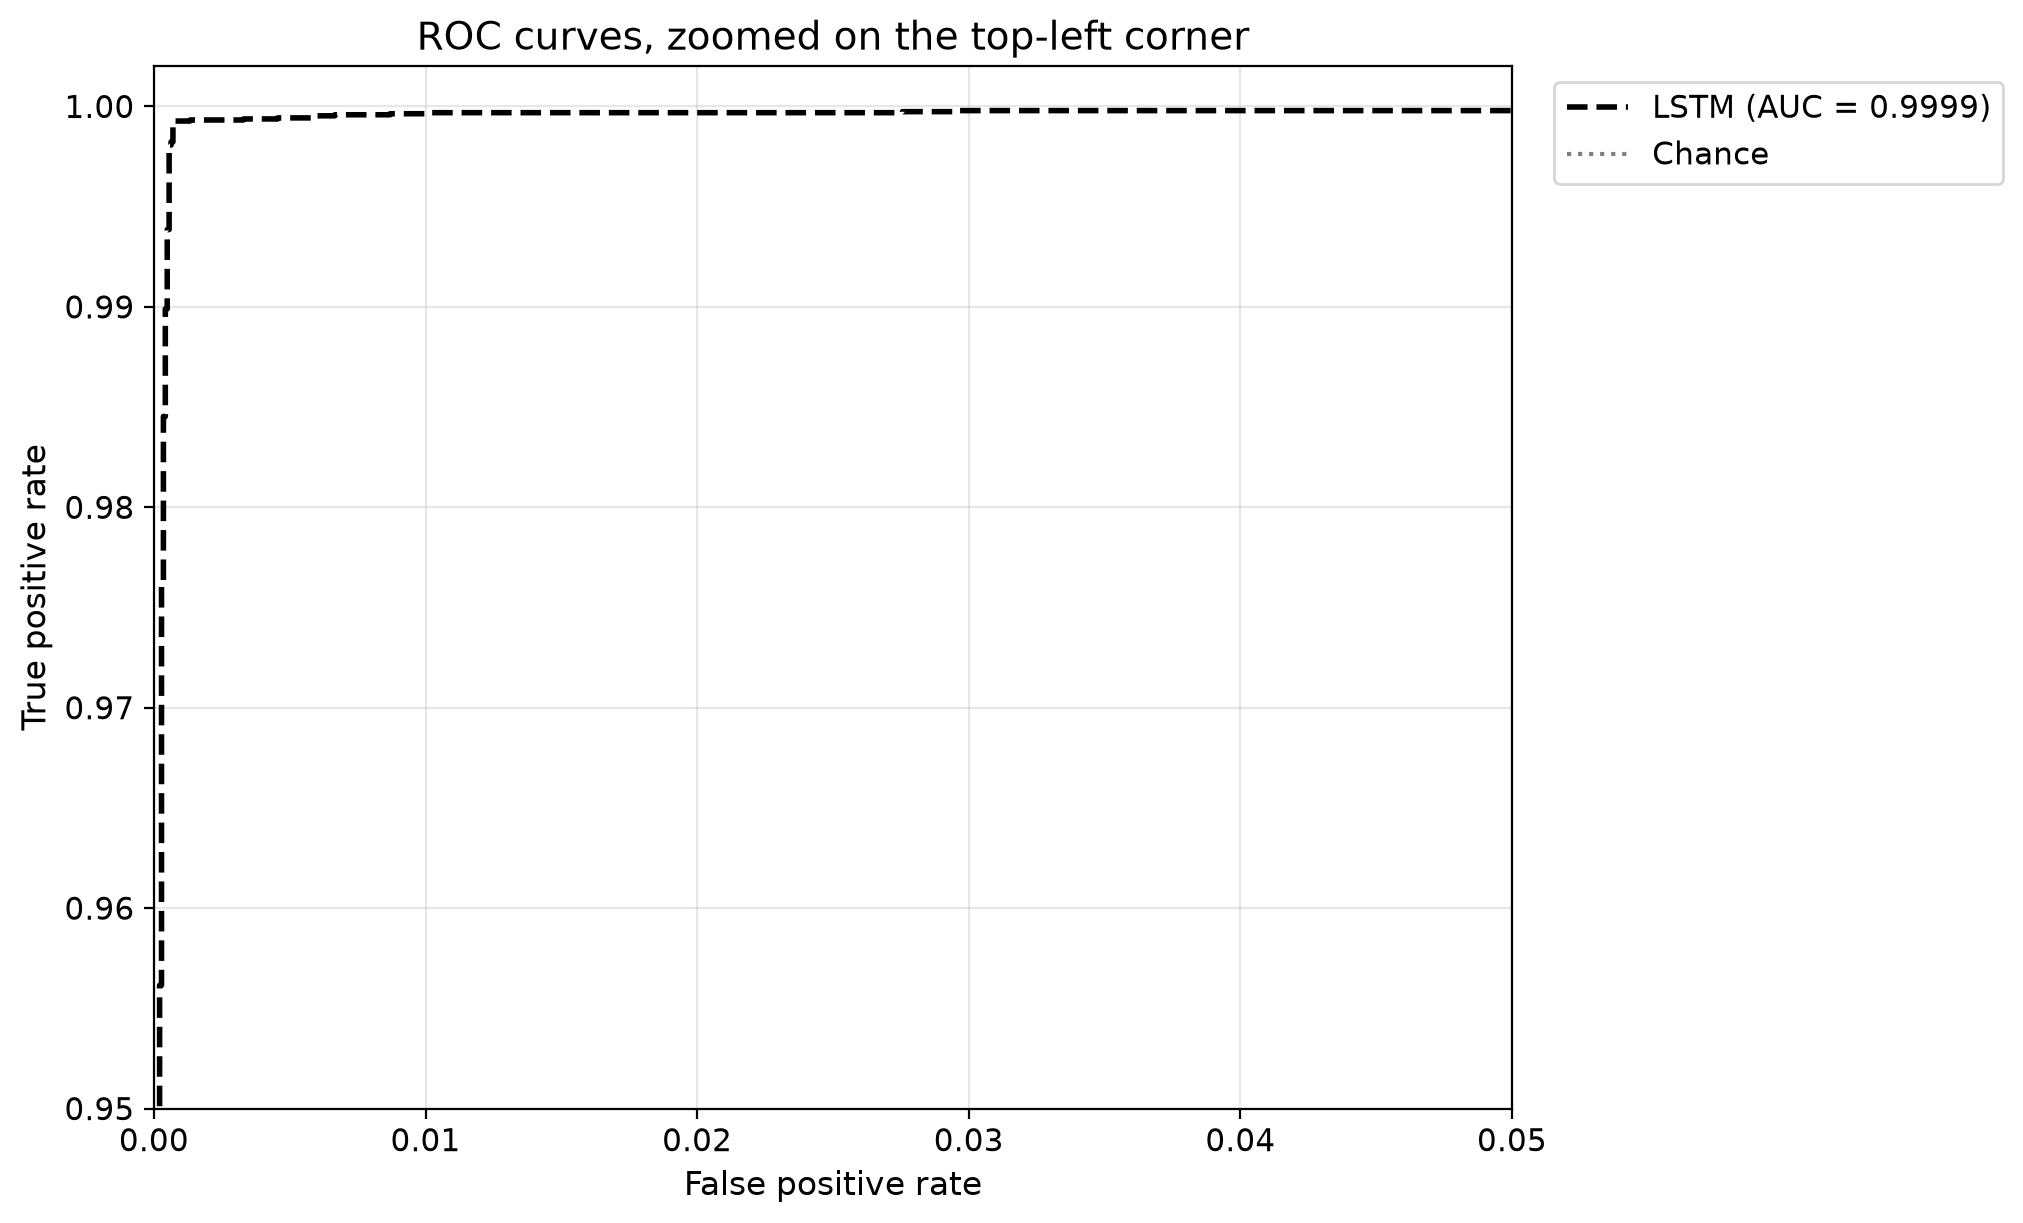 ROC curves, zoomed on the top-left corner
LSTM (AUC = 0.9999)
Chance
True positive rate
1.00
0.99
0.98
0.97
0.96
0.95
0.00 0.01 0.02 0.03 0.04 0.05
False positive rate